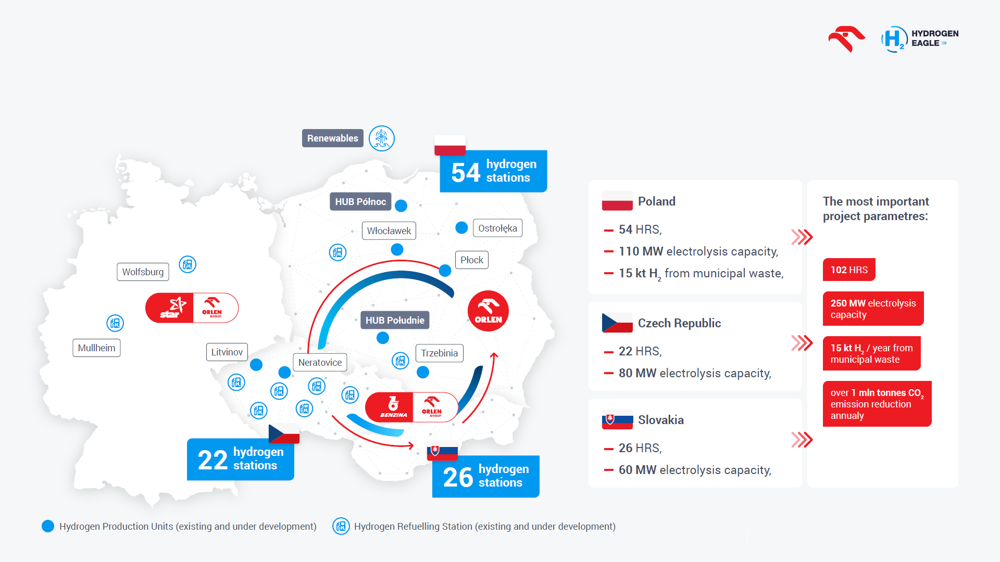 H2 HYDROGEN
EAGLE
Renewables
54 hydrogen
stations
HUB Północ
Włocławek
Ostrołęka
Płock
Wolfsburg
star
ORLEN
GROUP
ORLEN
HUB Południe
Mullheim
Litvinov
Neratovice
Trzebinia
BENZINA
ORLEN
GROUP
22 hydrogen
stations
26 hydrogen
stations
Hydrogen Production Units (existing and under development)
Hydrogen Refuelling Station (existing and under development)
Poland
54 HRS,
110 MW electrolysis capacity,
15 kt H2 from municipal waste,
Czech Republic
22 HRS,
80 MW electrolysis capacity,
Slovakia
26 HRS,
60 MW electrolysis capacity,
The most important
project parametres:
102 HRS
250 MW electrolysis
capacity
15 kt H2 / year from
municipal waste
over 1 mln tonnes CO2
emission reduction
annualy